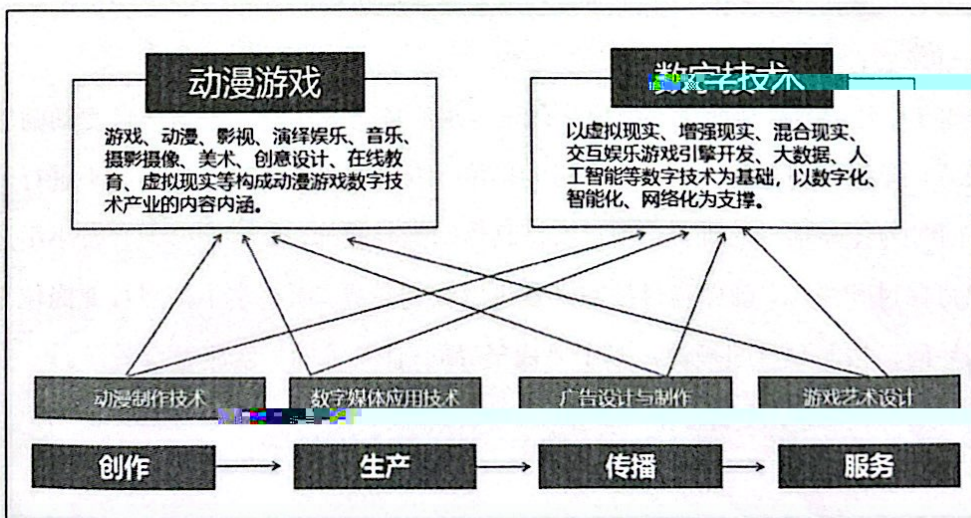 动漫游戏
游戏、动漫、影视、演绎娱乐、音乐、
摄影摄像、美术、创意设计、在线教
育、虚拟现实等构成动漫游戏数字技
术产业的内容内涵。
数字技术
以虚拟现实、增强现实、混合现实、
交互娱乐游戏引擎开发、大数据、人
工智能等数字技术为基础，以数字化、
智能化、网络化为支撑。
动漫制作技术
数字媒体应用技术
广告设计与制作
游戏艺术设计
创作
生产
传播
服务